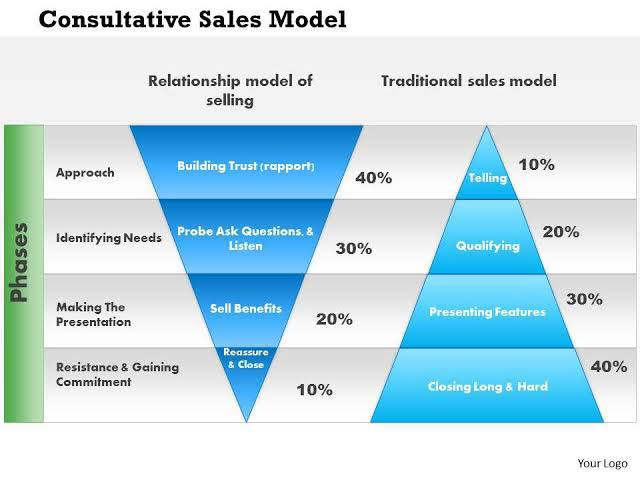 Consultative Sales Model
Relationship model of
selling
Traditional sales model
Phases
Approach
Building Trust (rapport)
40%
Telling
10%
Identifying Needs
Probe Ask Questions, &
Listen
30%
Qualifying
20%
Making The
Presentation
Sell Benefits
20%
Presenting Features
30%
Resistance & Gaining
Commitment
Reassure
& Close
10%
Closing Long & Hard
40%
Your Logo